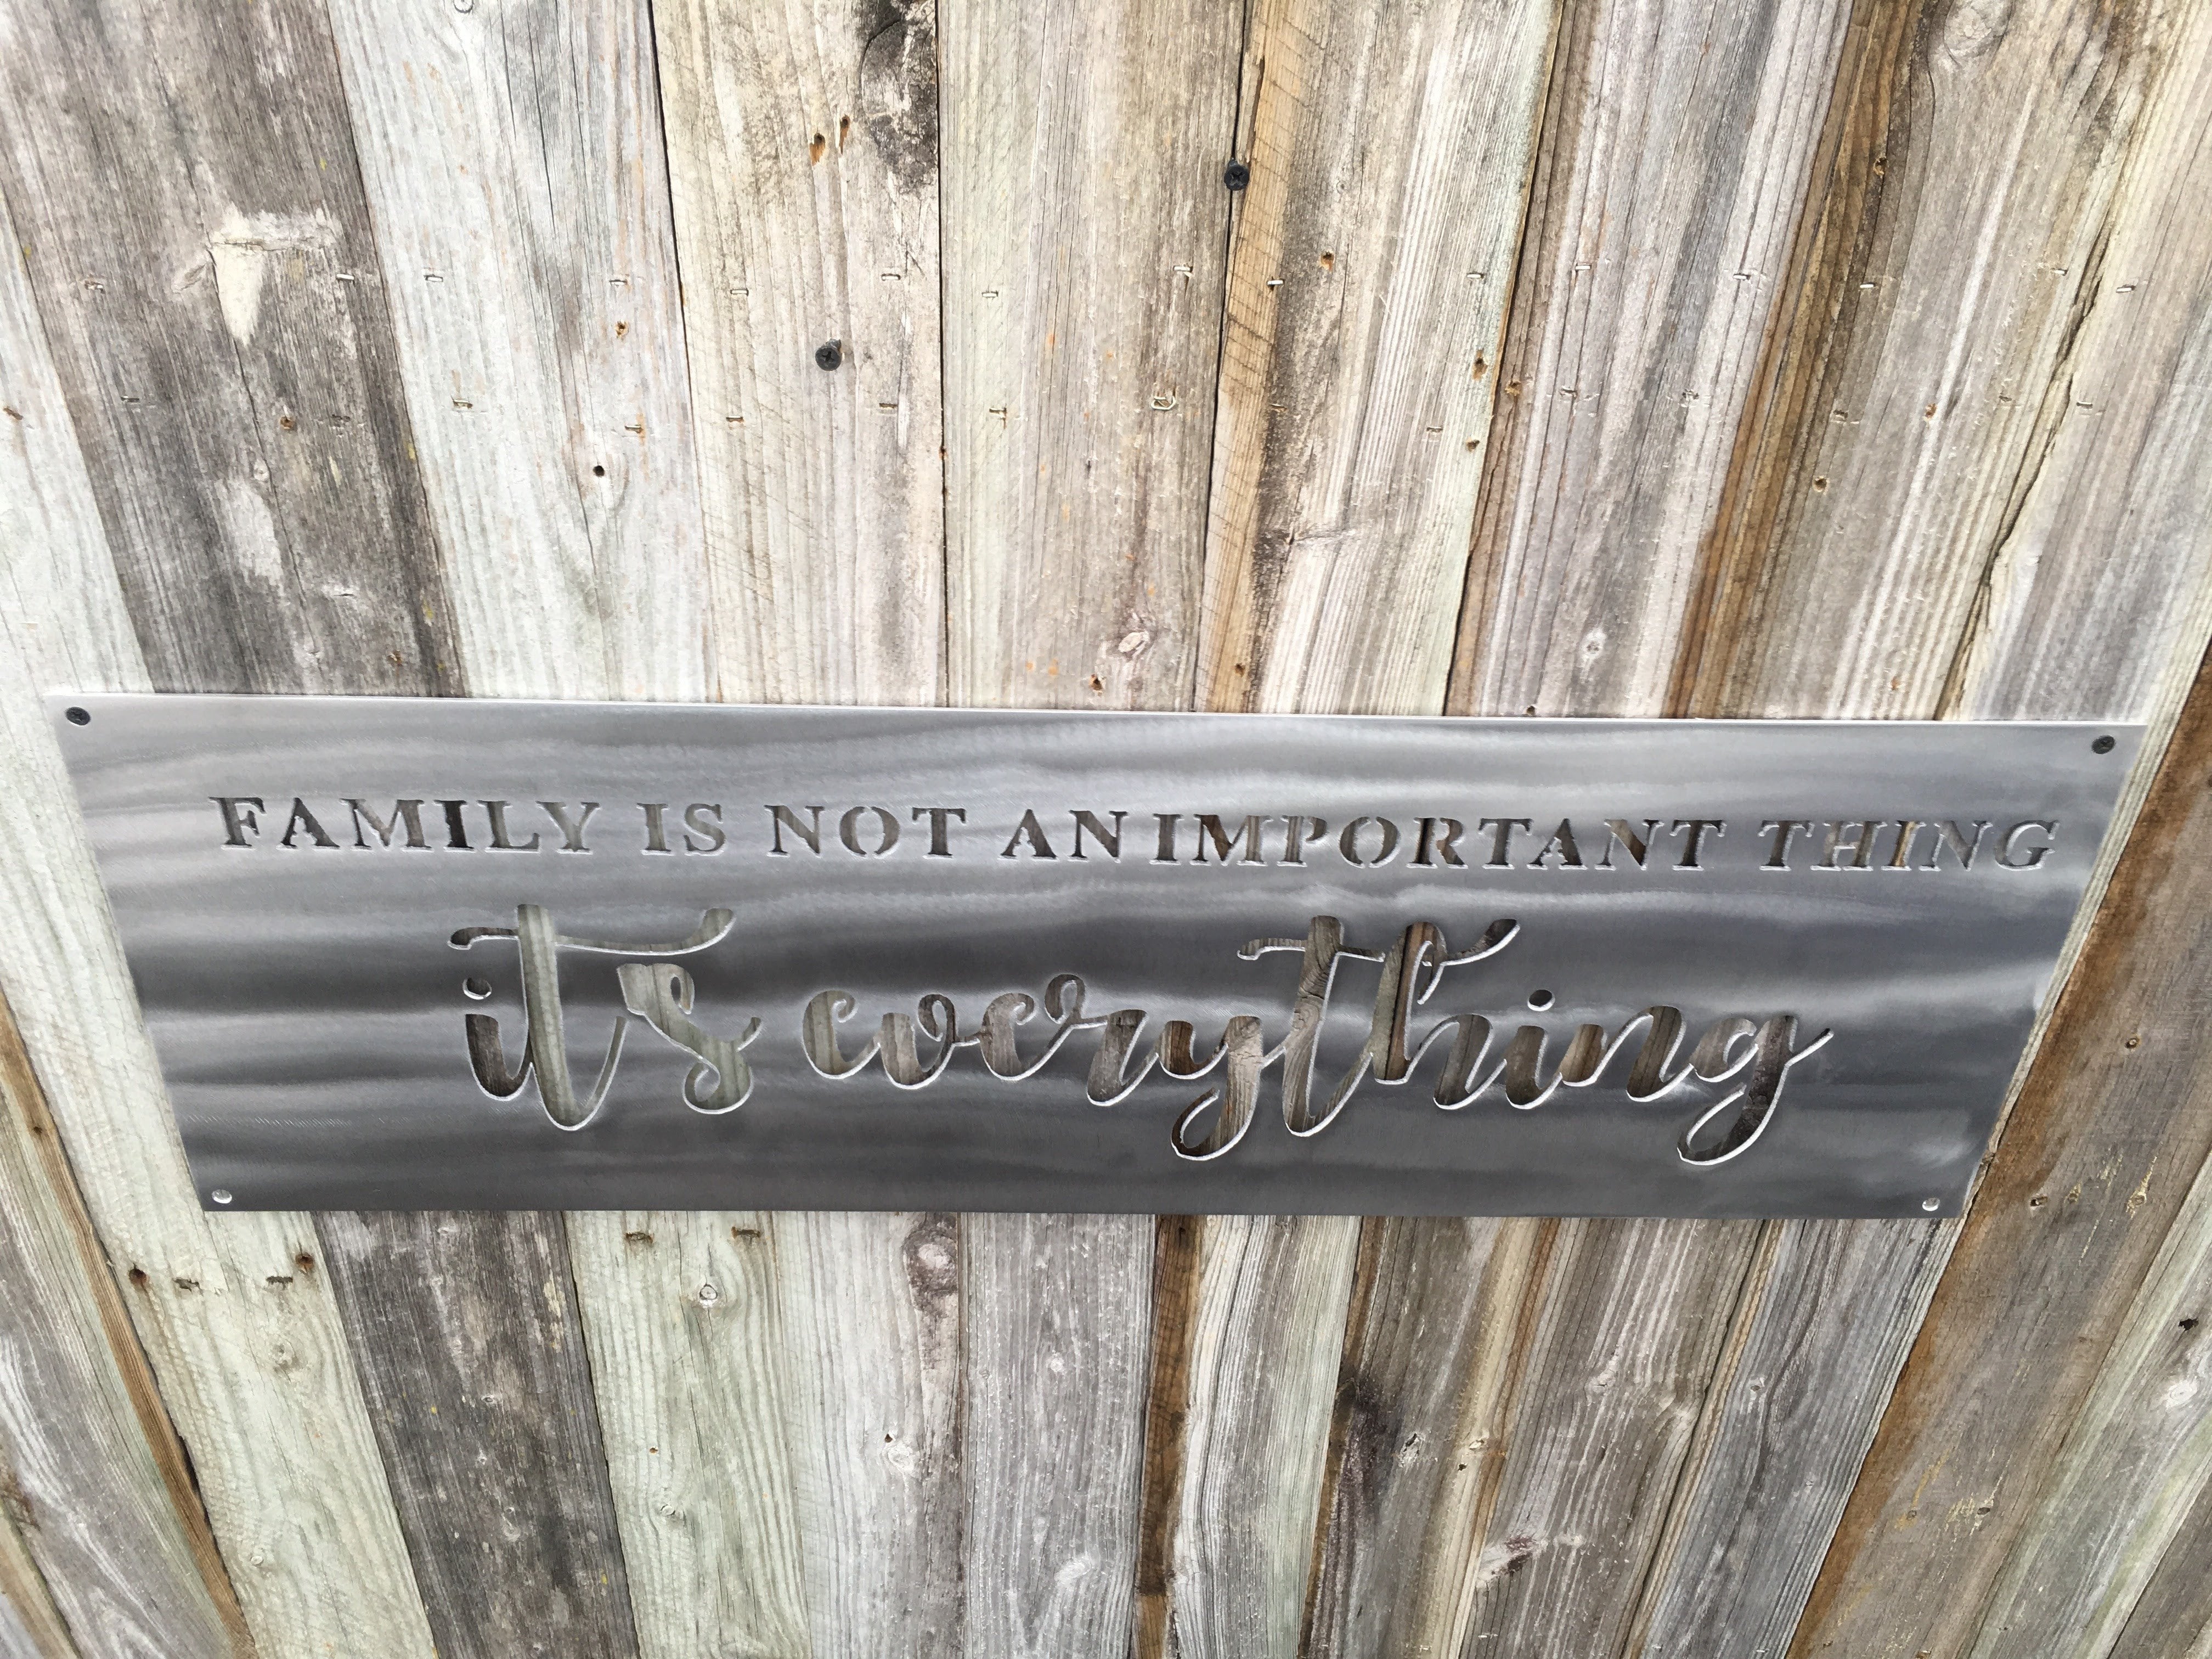 FAMILY IS NOT AN IMPORTANT THING
it's everything